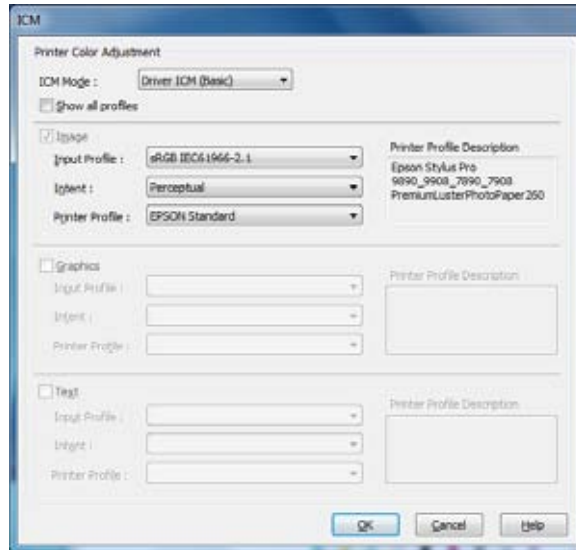 ICM
Printer Color Adjustment
ICM Mode : Driver ICM (Basic)
Show all profiles
Image
Input Profile : sRGB IEC61966-2.1
Intent : Perceptual
Printer Profile : EPSON Standard
Printer Profile Description
Epson Stylus Pro
9890_9908_7890_7908
PremiumLusterPhotoPaper260
Graphics
Input Profile :
Intent :
Printer Profile :
Printer Profile Description
Text
Input Profile :
Intent :
Printer Profile :
Printer Profile Description
OK Cancel Help